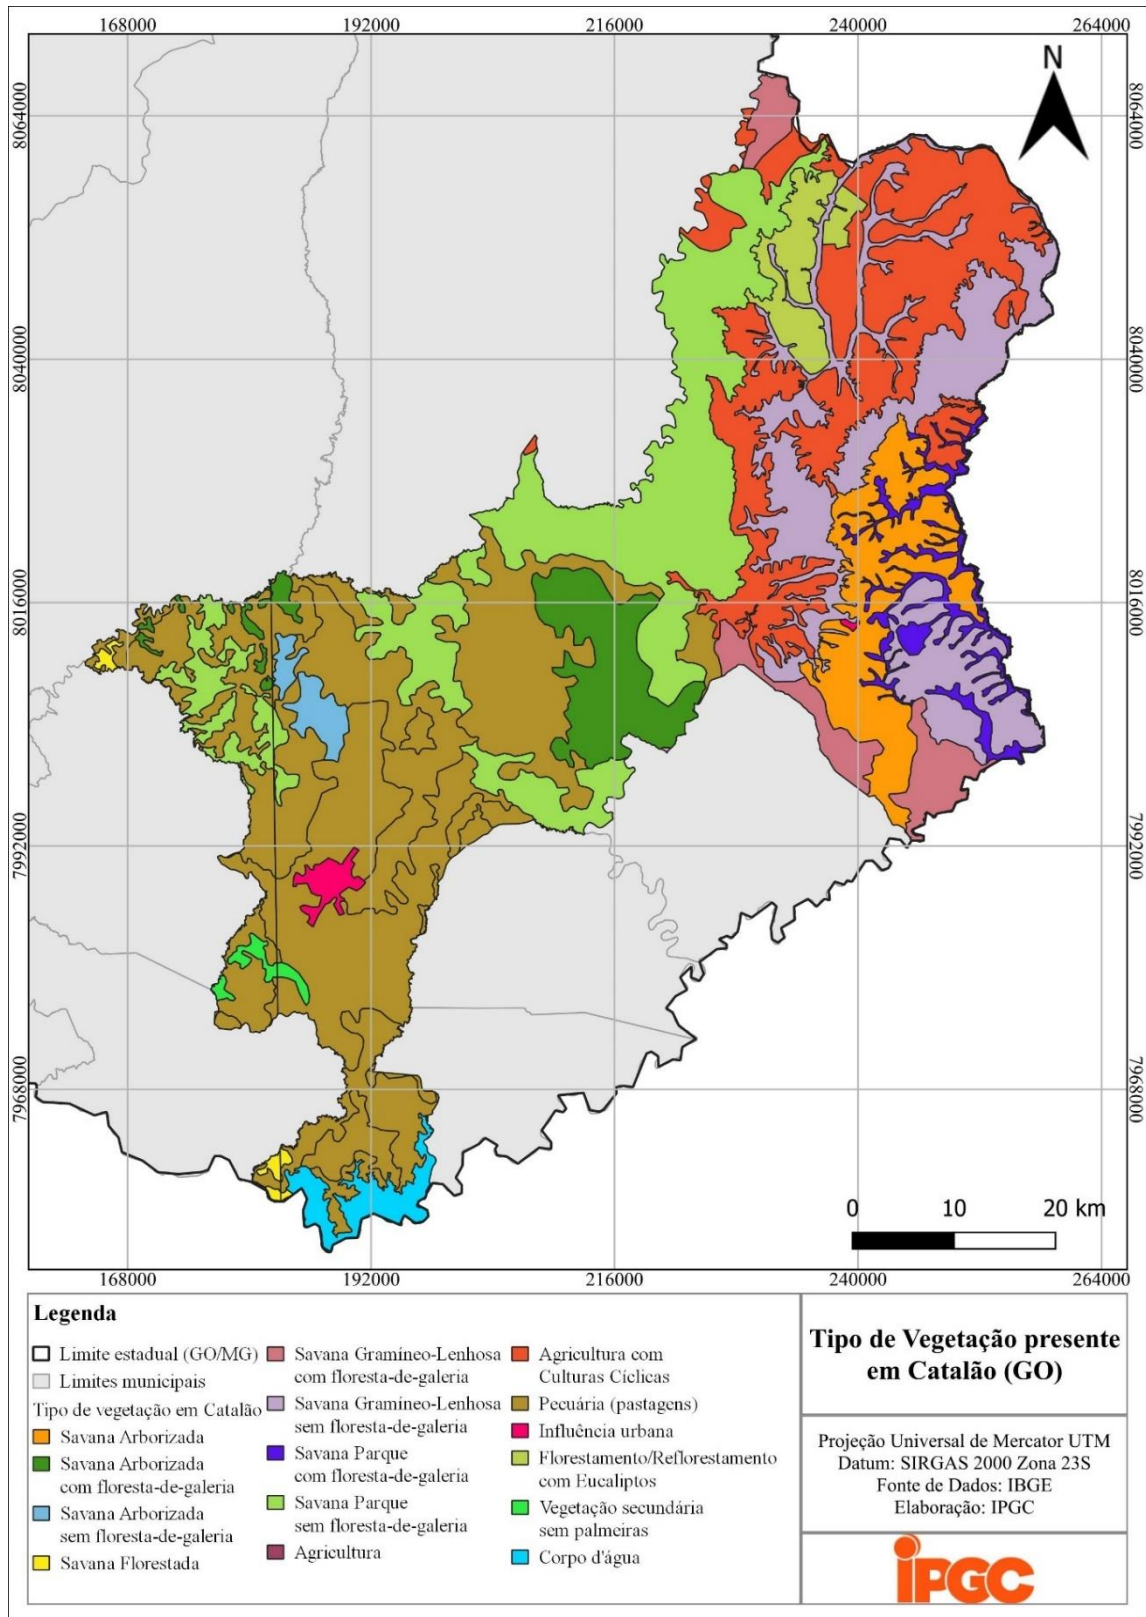 168000 192000 216000 240000 264000
N
8064000 8064000
8040000 8040000
8016000 8016000
7992000 7992000
7968000 7968000
0 10 20 km
168000 192000 216000 240000 264000
Legenda
Limite estadual (GO/MG)
Limites municipais
Tipo de vegetação em Catalão
Savana Arborizada
Savana Arborizada
com floresta-de-galeria
Savana Arborizada
sem floresta-de-galeria
Savana Florestada
Savana Gramíneo-Lenhosa
com floresta-de-galeria
Savana Gramíneo-Lenhosa
sem floresta-de-galeria
Savana Parque
com floresta-de-galeria
Savana Parque
sem floresta-de-galeria
Agricultura
Agricultura com
Culturas Cíclicas
Pecuária (pastagens)
Influência urbana
Florestamento/Reflorestamento
com Eucaliptos
Vegetação secundária
sem palmeiras
Corpo d'água
Tipo de Vegetação presente
em Catalão (GO)
Projeção Universal de Mercator UTM
Datum: SIRGAS 2000 Zona 23S
Fonte de Dados: IBGE
Elaboração: IPGC
iPGC